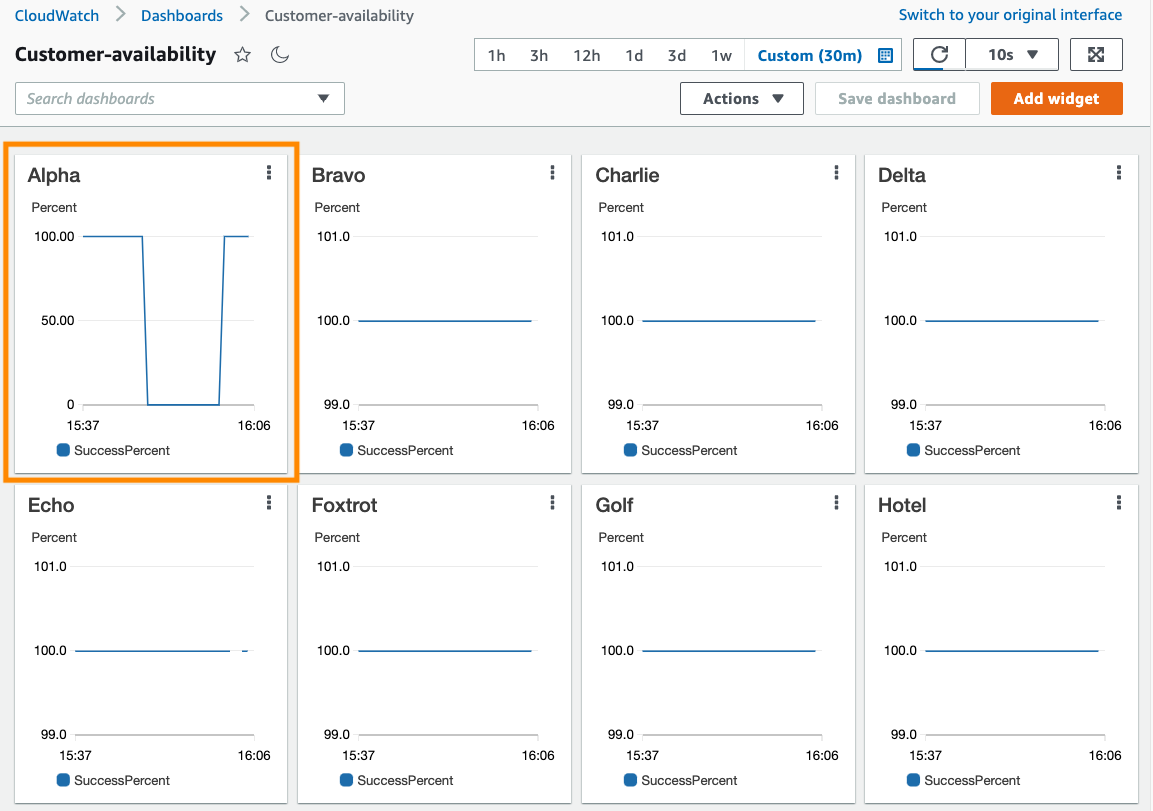 CloudWatch Dashboards Customer-availability Switch to your original interface
Customer-availability 1h 3h 12h 1d 3d 1w Custom (30m) 10s
Search dashboards Actions Save dashboard Add widget
Alpha
Percent
100.00
50.00
0
15:37 16:06
SuccessPercent
Bravo
Percent
101.0
100.0
99.0
15:37 16:06
SuccessPercent
Charlie
Percent
101.0
100.0
99.0
15:37 16:06
SuccessPercent
Delta
Percent
101.0
100.0
99.0
15:37 16:06
SuccessPercent
Echo
Percent
101.0
100.0
99.0
15:37 16:06
SuccessPercent
Foxtrot
Percent
101.0
100.0
99.0
15:37 16:06
SuccessPercent
Golf
Percent
101.0
100.0
99.0
15:37 16:06
SuccessPercent
Hotel
Percent
101.0
100.0
99.0
15:37 16:06
SuccessPercent